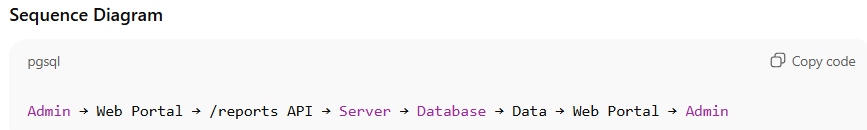 Sequence Diagram
pgsql Copy code
Admin → Web Portal → /reports API → Server → Database → Data → Web Portal → Admin